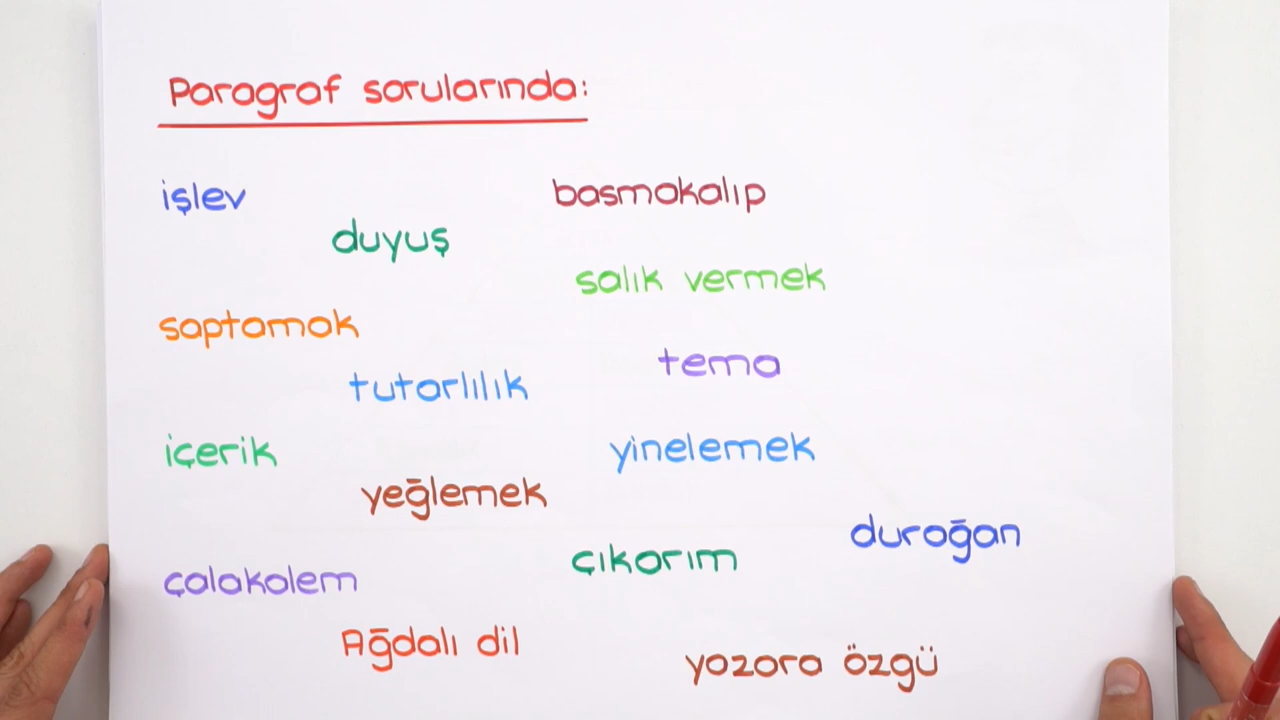 Paragraf sorularında:
işlev
basmakalıp
duyuş
salık vermek
saptamak
tema
tutarlılık
içerik
yinelemek
yeğlemek
durağan
çıkarım
çalakalem
Ağdalı dil
yazara özgü